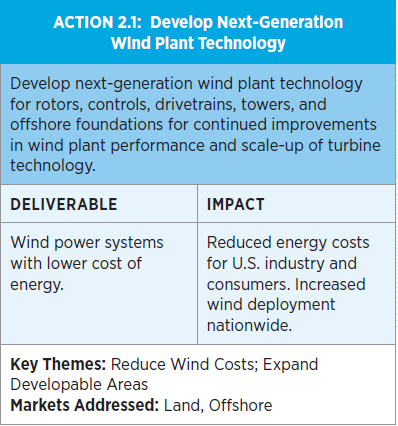 ACTION 2.1: Develop Next-Generation
Wind Plant Technology
Develop next-generation wind plant technology
for rotors, controls, drivetrains, towers, and
offshore foundations for continued improvements
in wind plant performance and scale-up of turbine
technology.
DELIVERABLE
Wind power systems
with lower cost of
energy.
IMPACT
Reduced energy costs
for U.S. industry and
consumers. Increased
wind deployment
nationwide.
Key Themes: Reduce Wind Costs; Expand
Developable Areas
Markets Addressed: Land, Offshore